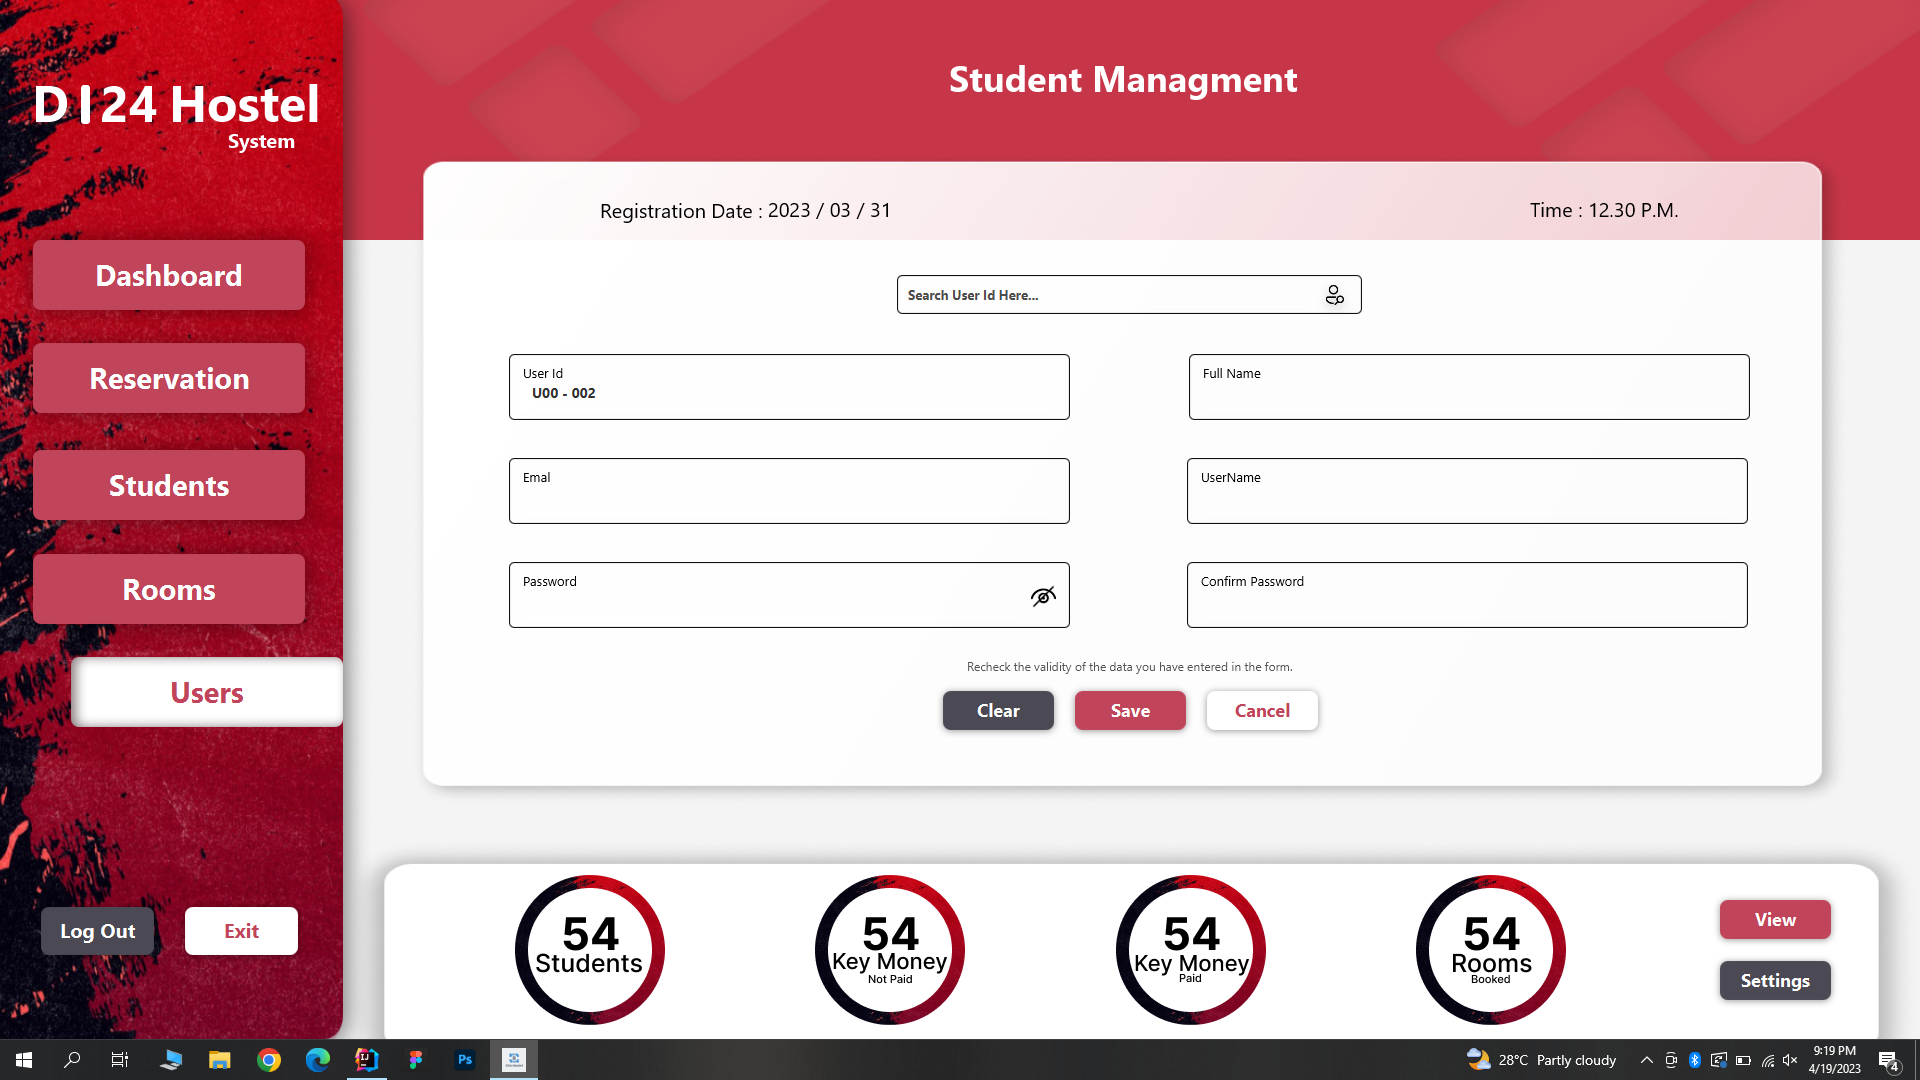 D I24 Hostel
System
Dashboard
Reservation
Students
Rooms
Users
Log Out
Exit
Student Managment
Registration Date : 2023 / 03 / 31
Time : 12.30 P.M.
Search User Id Here...
User Id
U00 - 002
Full Name
Emal
UserName
Password
Confirm Password
Recheck the validity of the data you have entered in the form.
Clear
Save
Cancel
54
Students
54
Key Money
Not Paid
54
Key Money
Paid
54
Rooms
Booked
View
Settings
Ps
28°C Partly cloudy
9:19 PM
4/19/2023
4